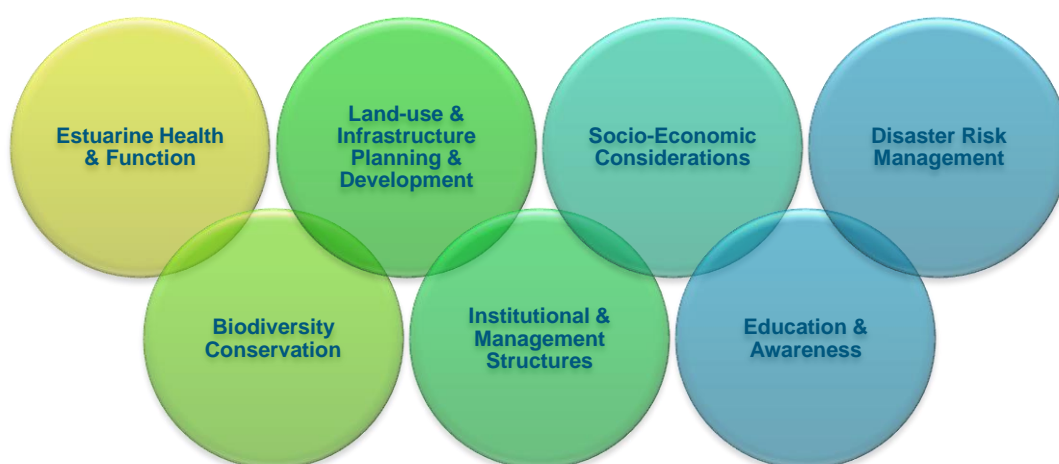 Estuarine Health
& Function
Land-use &
Infrastructure
Planning &
Development
Socio-Economic
Considerations
Disaster Risk
Management
Biodiversity
Conservation
Institutional &
Management
Structures
Education &
Awareness